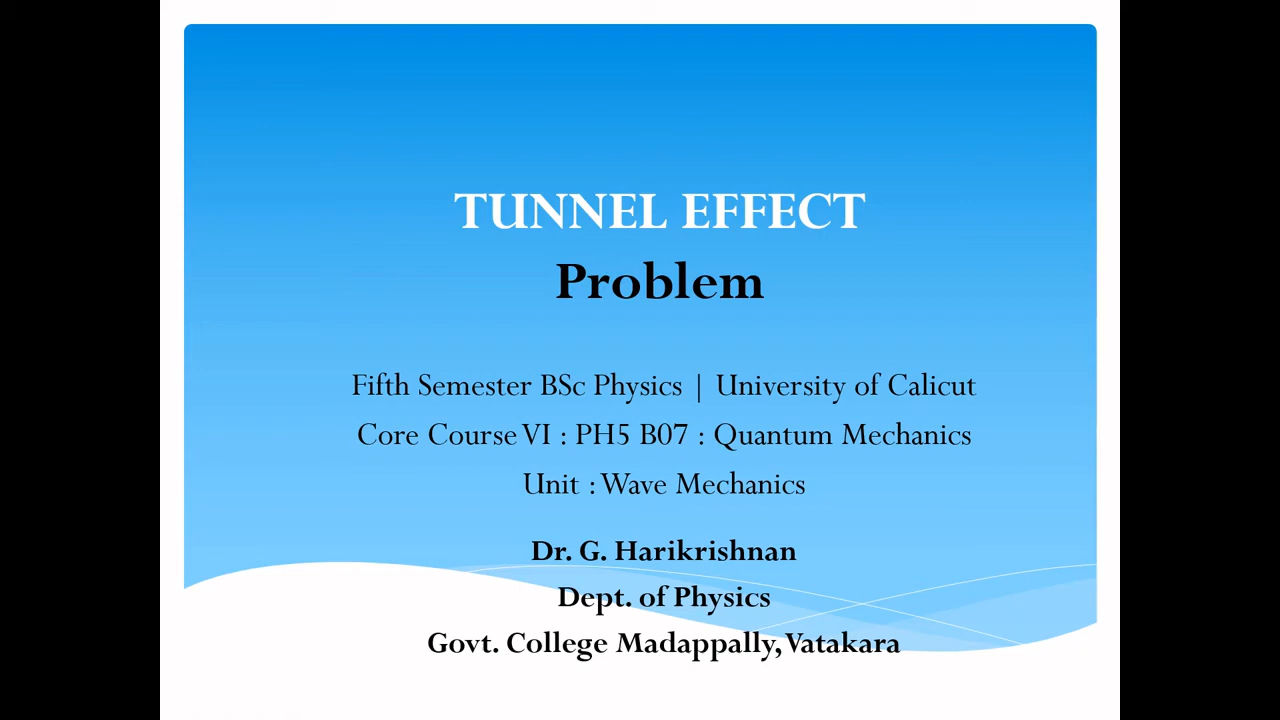 TUNNEL EFFECT
Problem
Fifth Semester BSc Physics | University of Calicut
Core Course VI : PH5 B07 : Quantum Mechanics
Unit : Wave Mechanics
Dr. G. Harikrishnan
Dept. of Physics
Govt. College Madappally, Vatakara